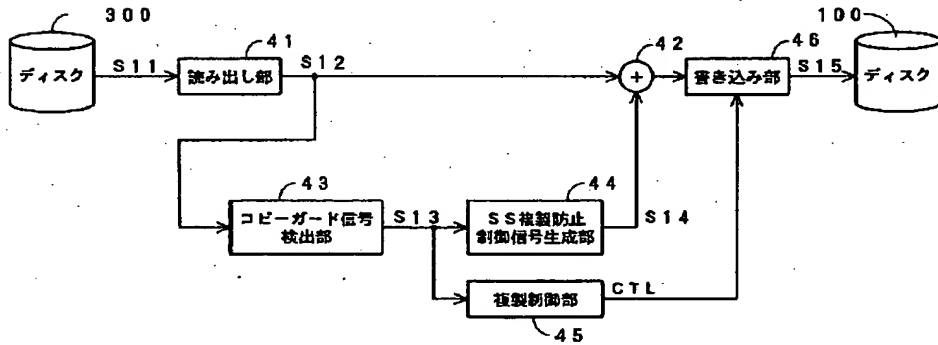 300
100
41
42
46
ディスク
S11
読み出し部
S12
+
書き込み部
S15
ディスク
43
44
コピーガード信号
検出部
S13
SS複製防止
制御信号生成部
S14
複製制御部
CTL
45